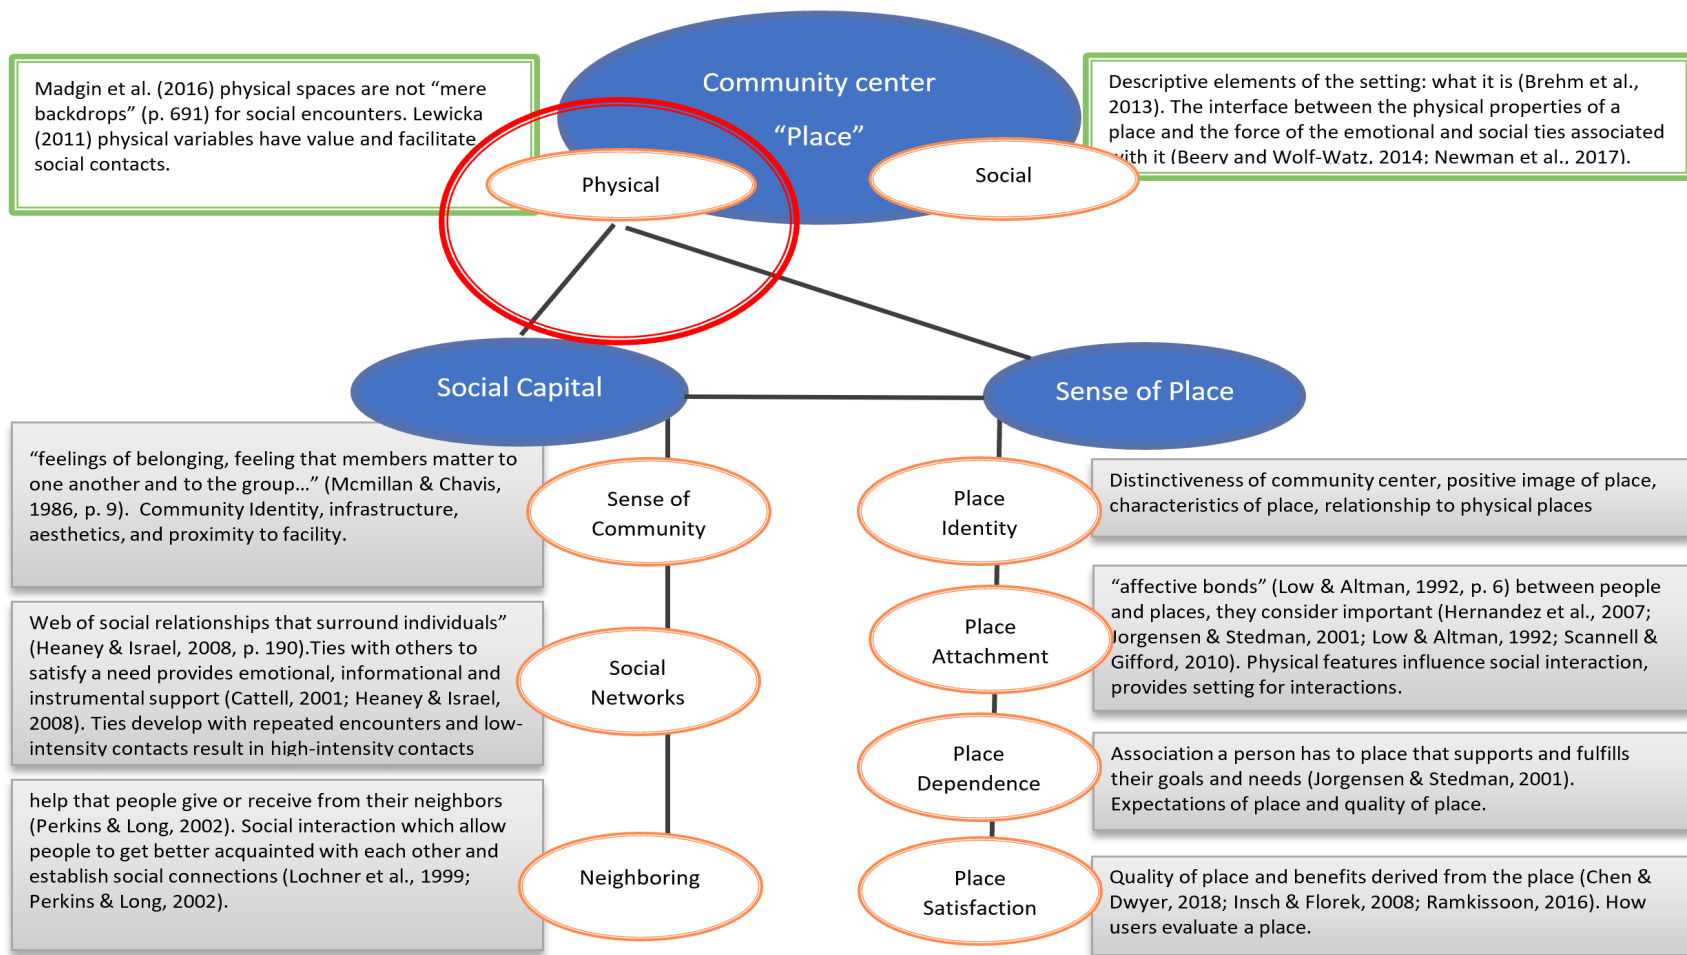 Community center
“Place”
Madgin et al. (2016) physical spaces are not “mere
backdrops” (p. 691) for social encounters. Lewicka
(2011) physical variables have value and facilitate
social contacts.
Descriptive elements of the setting: what it is (Brehm et al.,
2013). The interface between the physical properties of a
place and the force of the emotional and social ties associated
with it (Beery and Wolf-Watz, 2014; Newman et al., 2017).
Physical
Social
Social Capital
Sense of Place
“feelings of belonging, feeling that members matter to
one another and to the group…” (Mcmillan & Chavis,
1986, p. 9).  Community Identity, infrastructure,
aesthetics, and proximity to facility.
Sense of
Community
Place
Identity
Distinctiveness of community center, positive image of place,
characteristics of place, relationship to physical places
Web of social relationships that surround individuals”
(Heaney & Israel, 2008, p. 190).Ties with others to
satisfy a need provides emotional, informational and
instrumental support (Cattell, 2001; Heaney & Israel,
2008). Ties develop with repeated encounters and low-
intensity contacts result in high-intensity contacts
Social
Networks
Place
Attachment
“affective bonds” (Low & Altman, 1992, p. 6) between people
and places, they consider important (Hernandez et al., 2007;
Jorgensen & Stedman, 2001; Low & Altman, 1992; Scannell &
Gifford, 2010). Physical features influence social interaction,
provides setting for interactions.
Place
Dependence
Association a person has to place that supports and fulfills
their goals and needs (Jorgensen & Stedman, 2001).
Expectations of place and quality of place.
help that people give or receive from their neighbors
(Perkins & Long, 2002). Social interaction which allow
people to get better acquainted with each other and
establish social connections (Lochner et al., 1999;
Perkins & Long, 2002).
Neighboring
Place
Satisfaction
Quality of place and benefits derived from the place (Chen &
Dwyer, 2018; Insch & Florek, 2008; Ramkissoon, 2016). How
users evaluate a place.